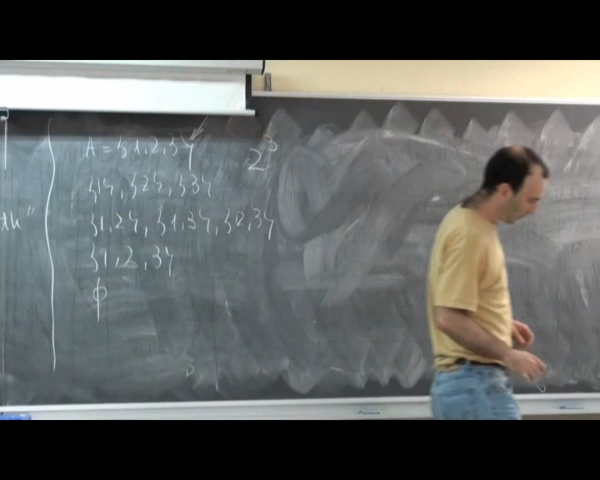 A = {1,2,3} 2³
{1}, {2}, {3}
{1,2}, {1,3}, {2,3}
{1,2,3}
ϕ